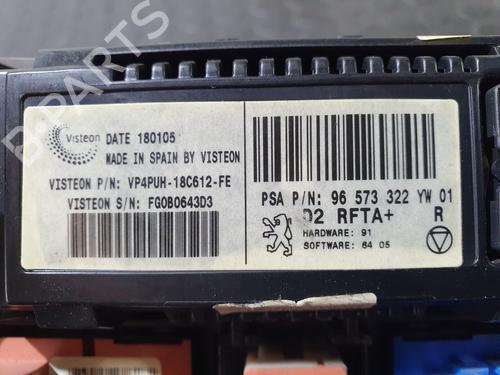 Visteon
DATE 180105
MADE IN SPAIN BY VISTEON
VISTEON P/N: VP4PUH-18C612-FE
VISTEON S/N: FG0B0643D3
PSA P/N: 96 573 322 YW 01
D2 RFTA+ R
HARDWARE: 91
SOFTWARE: 64 05
B-PARTS